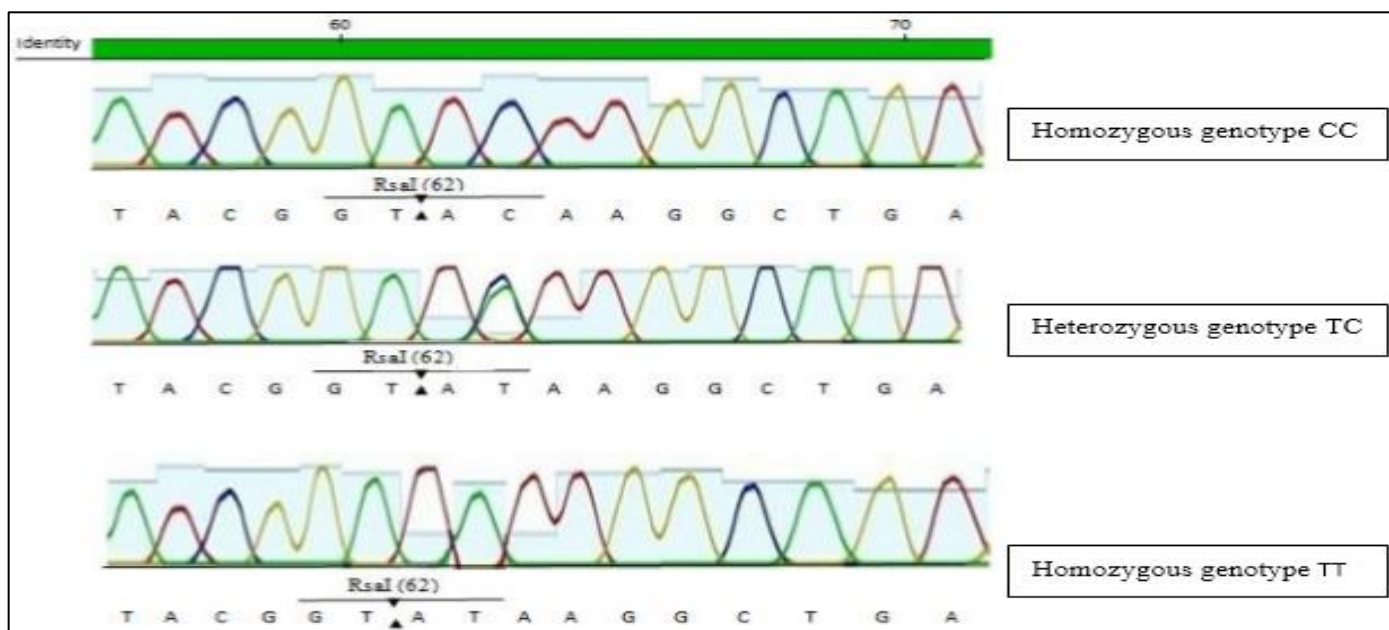 60 70
Identity
Homozygous genotype CC
RsaI (62)
T A C G G T A C A A G G C T G A
Heterozygous genotype TC
RsaI (62)
T A C G G T A T A A G G C T G A
Homozygous genotype TT
RsaI (62)
T A C G G T A T A A G G C T G A